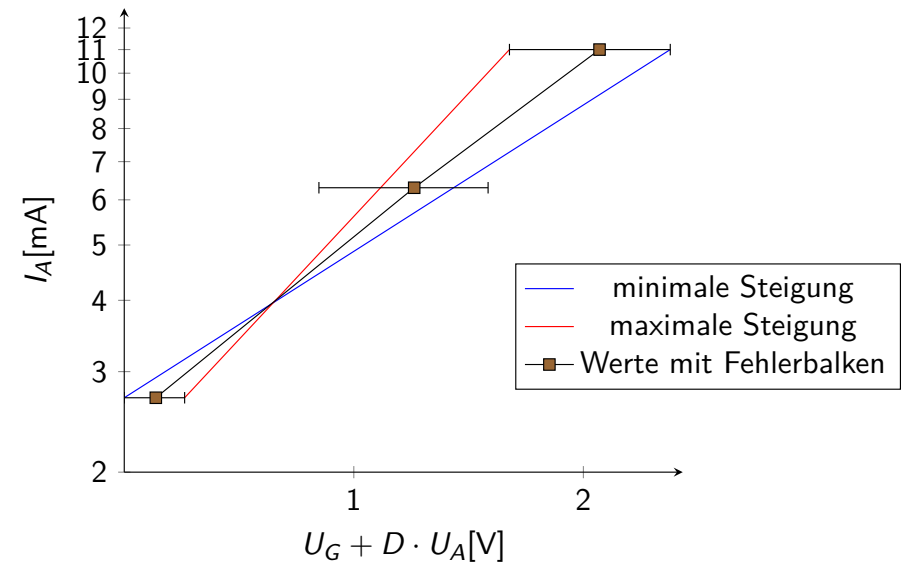 12
11
10
9
8
7
6
5
4
3
2
I_A[mA]
minimale Steigung
maximale Steigung
Werte mit Fehlerbalken
1 2
U_G + D · U_A[V]